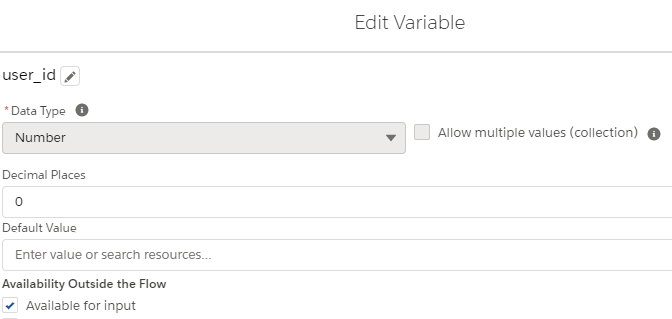 Edit Variable
user_id
* Data Type
Number
Allow multiple values (collection)
Decimal Places
0
Default Value
Enter value or search resources...
Availability Outside the Flow
Available for input